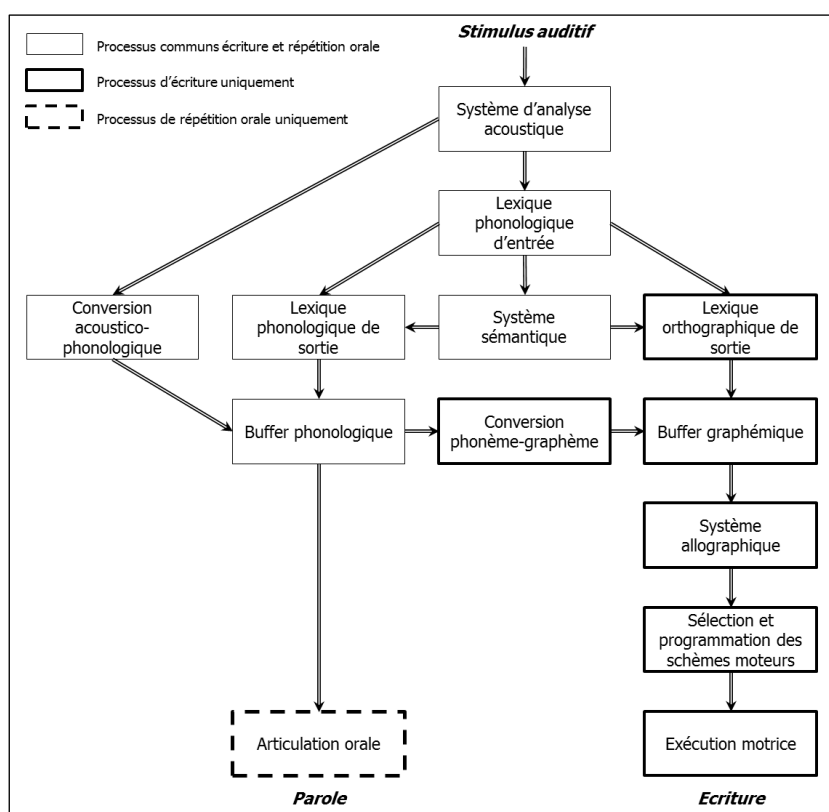 Stimulus auditif
Processus communs écriture et répétition orale
Processus d'écriture uniquement
Processus de répétition orale uniquement
Système d'analyse
acoustique
Lexique
phonologique
d'entrée
Conversion
acoustico-
phonologique
Lexique
phonologique de
sortie
Système
sémantique
Lexique
orthographique de
sortie
Buffer phonologique
Conversion
phonème-graphème
Buffer graphémique
Système
allographique
Sélection et
programmation des
schèmes moteurs
Articulation orale
Exécution motrice
Parole
Ecriture